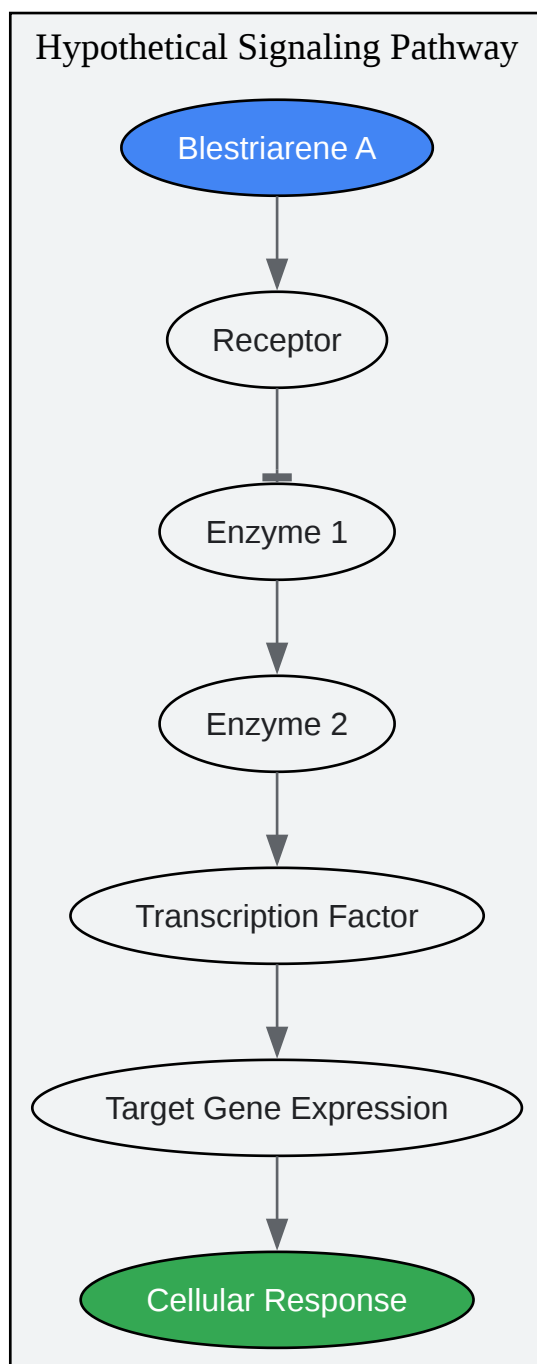 Hypothetical Signaling Pathway
Blestriarene A
Receptor
Enzyme 1
Enzyme 2
Transcription Factor
Target Gene Expression
Cellular Response